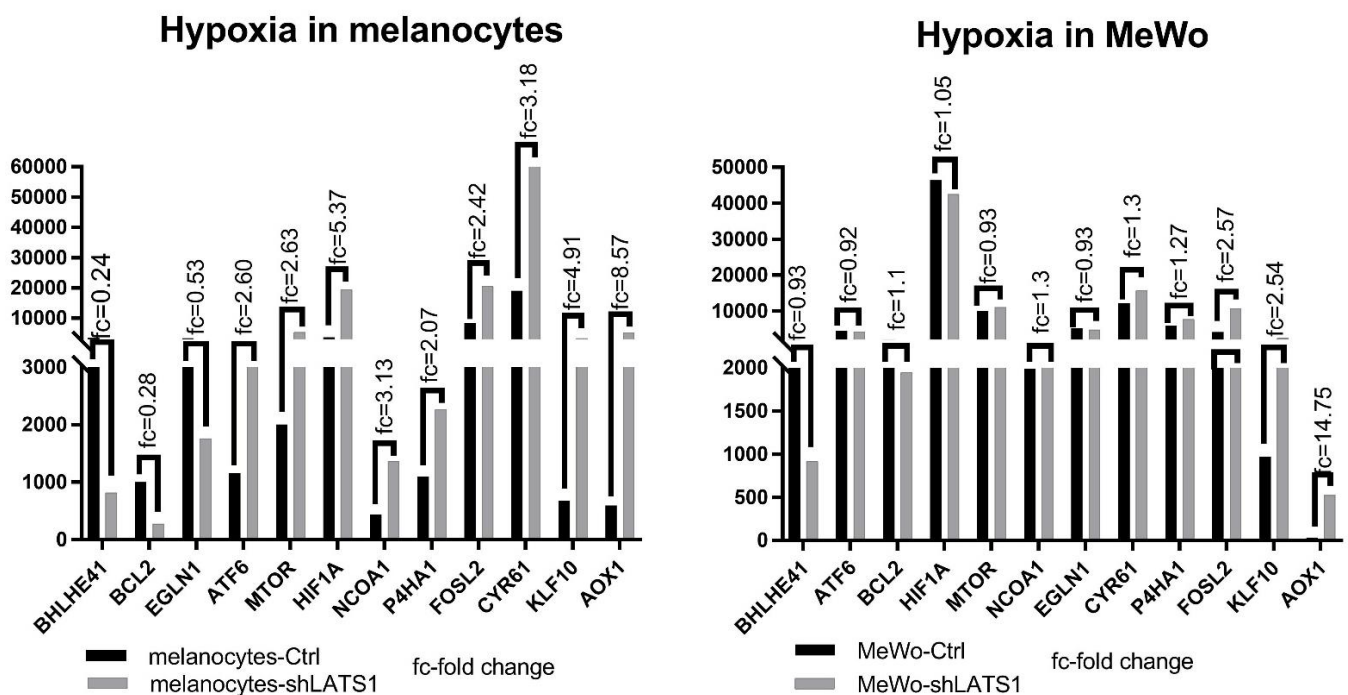 Hypoxia in melanocytes
fc=0.24
fc=0.28
fc=0.53
fc=2.60
fc=2.63
fc=5.37
fc=3.13
fc=2.07
fc=2.42
fc=3.18
fc=4.91
fc=8.57
60000
50000
40000
30000
20000
10000
3000
2000
1000
0
BHLHE41
BCL2
EGLN1
ATF6
MTOR
HIF1A
NCOA1
P4HA1
FOSL2
CYR61
KLF10
AOX1
melanocytes-Ctrl
melanocytes-shLATS1
fc-fold change
Hypoxia in MeWo
fc=0.93
fc=0.92
fc=1.1
fc=1.05
fc=0.93
fc=1.3
fc=0.93
fc=1.3
fc=1.27
fc=2.57
fc=2.54
fc=14.75
50000
40000
30000
20000
10000
2000
1500
1000
500
0
BHLHE41
ATF6
BCL2
HIF1A
MTOR
NCOA1
EGLN1
CYR61
P4HA1
FOSL2
KLF10
AOX1
MeWo-Ctrl
MeWo-shLATS1
fc-fold change